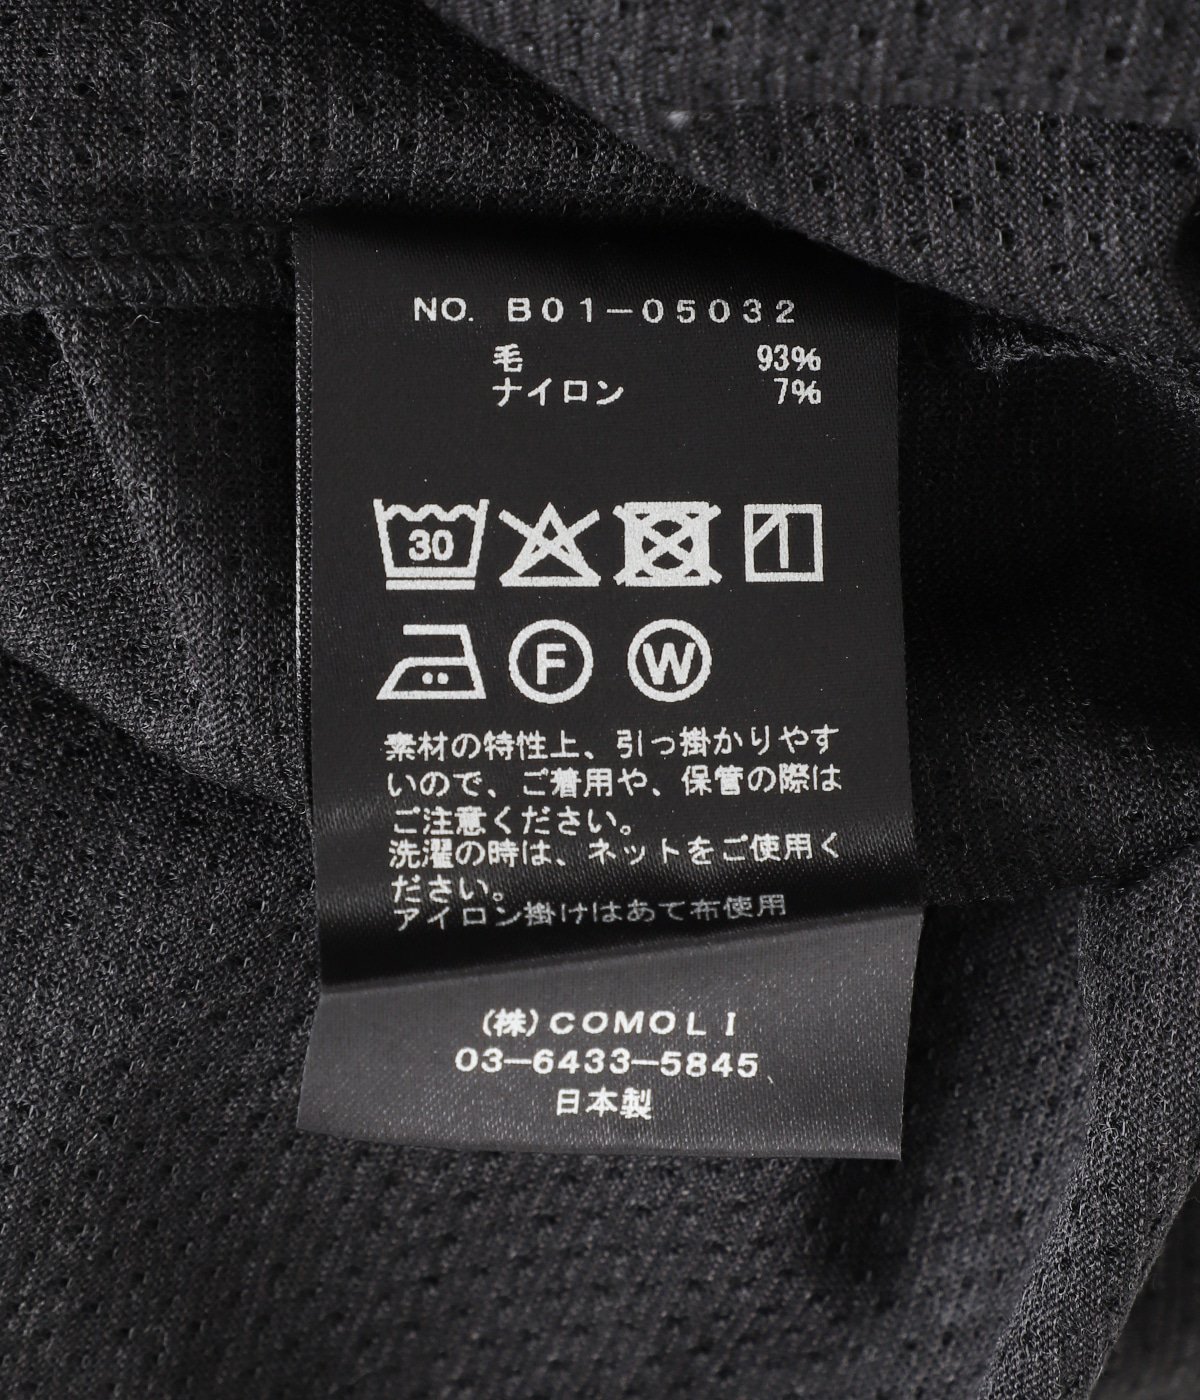 NO. B01-05032
毛 93%
ナイロン 7%
30
F W
素材の特性上、引っ掛かりやす
いので、ご着用や、保管の際は
ご注意ください。
洗濯の時は、ネットをご使用く
ださい。
アイロン掛けはあて布使用
(株)COMOLI
03-6433-5845
日本製